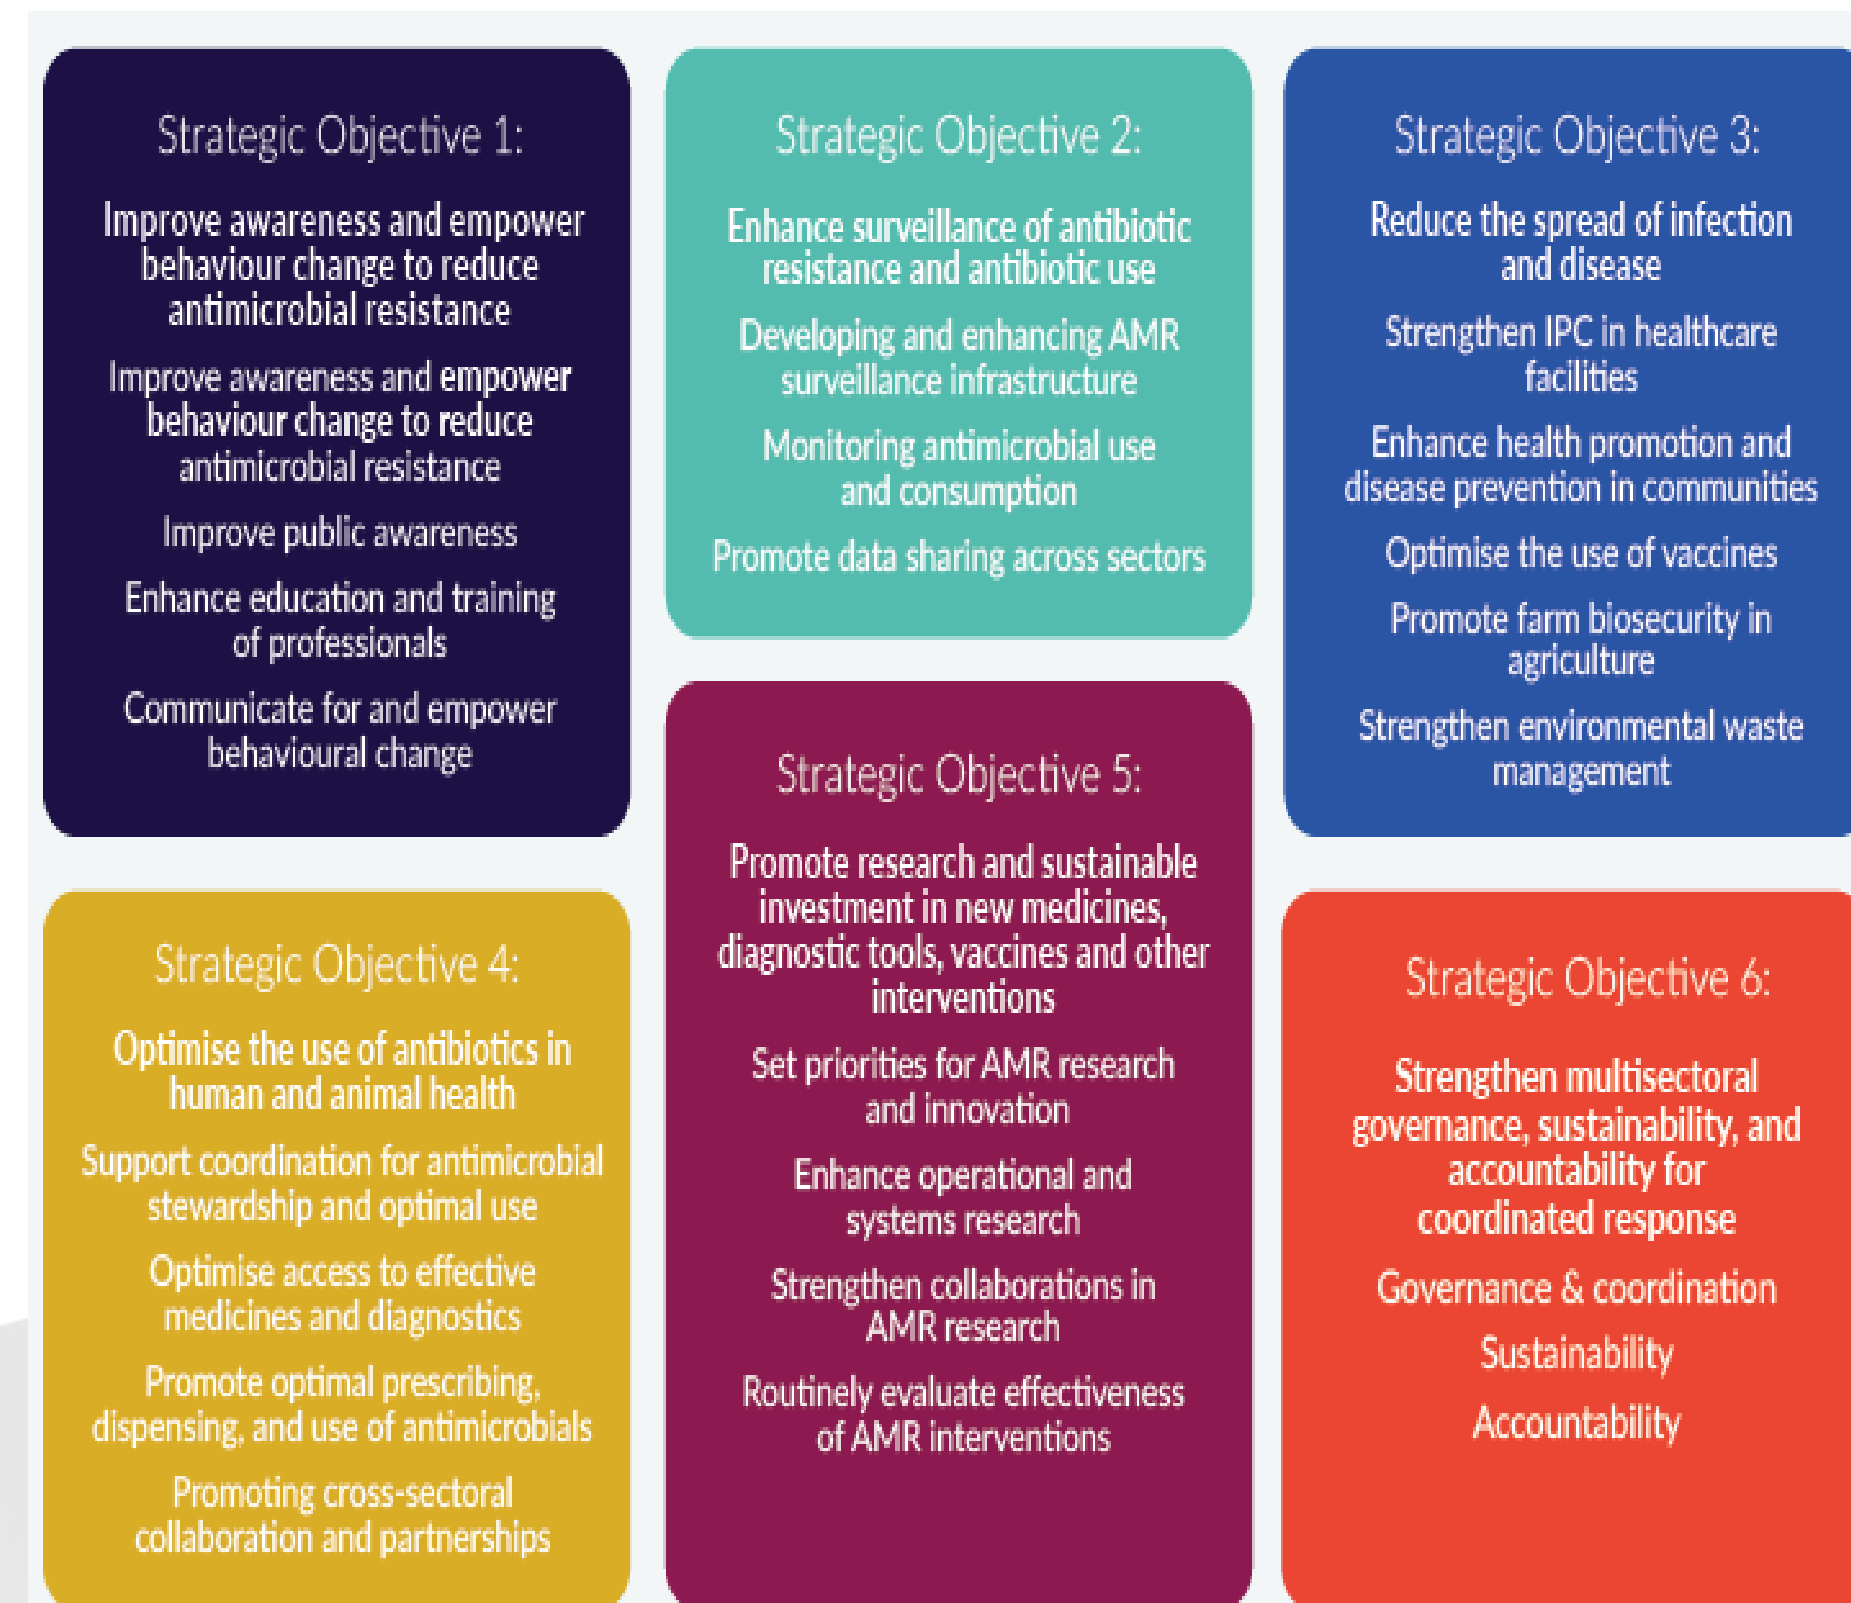 Strategic Objective 1:
Improve awareness and empower
behaviour change to reduce
antimicrobial resistance
Improve awareness and empower
behaviour change to reduce
antimicrobial resistance
Improve public awareness
Enhance education and training
of professionals
Communicate for and empower
behavioural change
Strategic Objective 2:
Enhance surveillance of antibiotic
resistance and antibiotic use
Developing and enhancing AMR
surveillance infrastructure
Monitoring antimicrobial use
and consumption
Promote data sharing across sectors
Strategic Objective 3:
Reduce the spread of infection
and disease
Strengthen IPC in healthcare
facilities
Enhance health promotion and
disease prevention in communities
Optimise the use of vaccines
Promote farm biosecurity in
agriculture
Strengthen environmental waste
management
Strategic Objective 4:
Optimise the use of antibiotics in
human and animal health
Support coordination for antimicrobial
stewardship and optimal use
Optimise access to effective
medicines and diagnostics
Promote optimal prescribing,
dispensing, and use of antimicrobials
Promoting cross-sectoral
collaboration and partnerships
Strategic Objective 5:
Promote research and sustainable
investment in new medicines,
diagnostic tools, vaccines and other
interventions
Set priorities for AMR research
and innovation
Enhance operational and
systems research
Strengthen collaborations in
AMR research
Routinely evaluate effectiveness
of AMR interventions
Strategic Objective 6:
Strengthen multisectoral
governance, sustainability, and
accountability for
coordinated response
Governance & coordination
Sustainability
Accountability